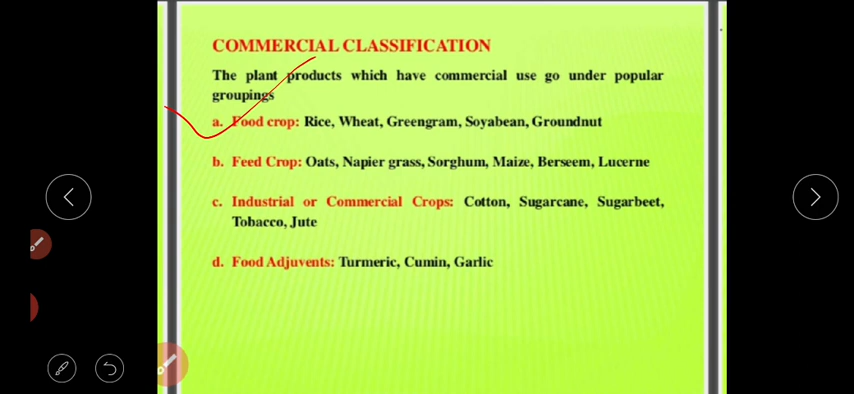 COMMERCIAL CLASSIFICATION
The plant products which have commercial use go under popular
groupings
a. Food crop: Rice, Wheat, Greengram, Soyabean, Groundnut
b. Feed Crop: Oats, Napier grass, Sorghum, Maize, Berseem, Lucerne
c. Industrial or Commercial Crops: Cotton, Sugarcane, Sugarbeet,
Tobacco, Jute
d. Food Adjuvents: Turmeric, Cumin, Garlic